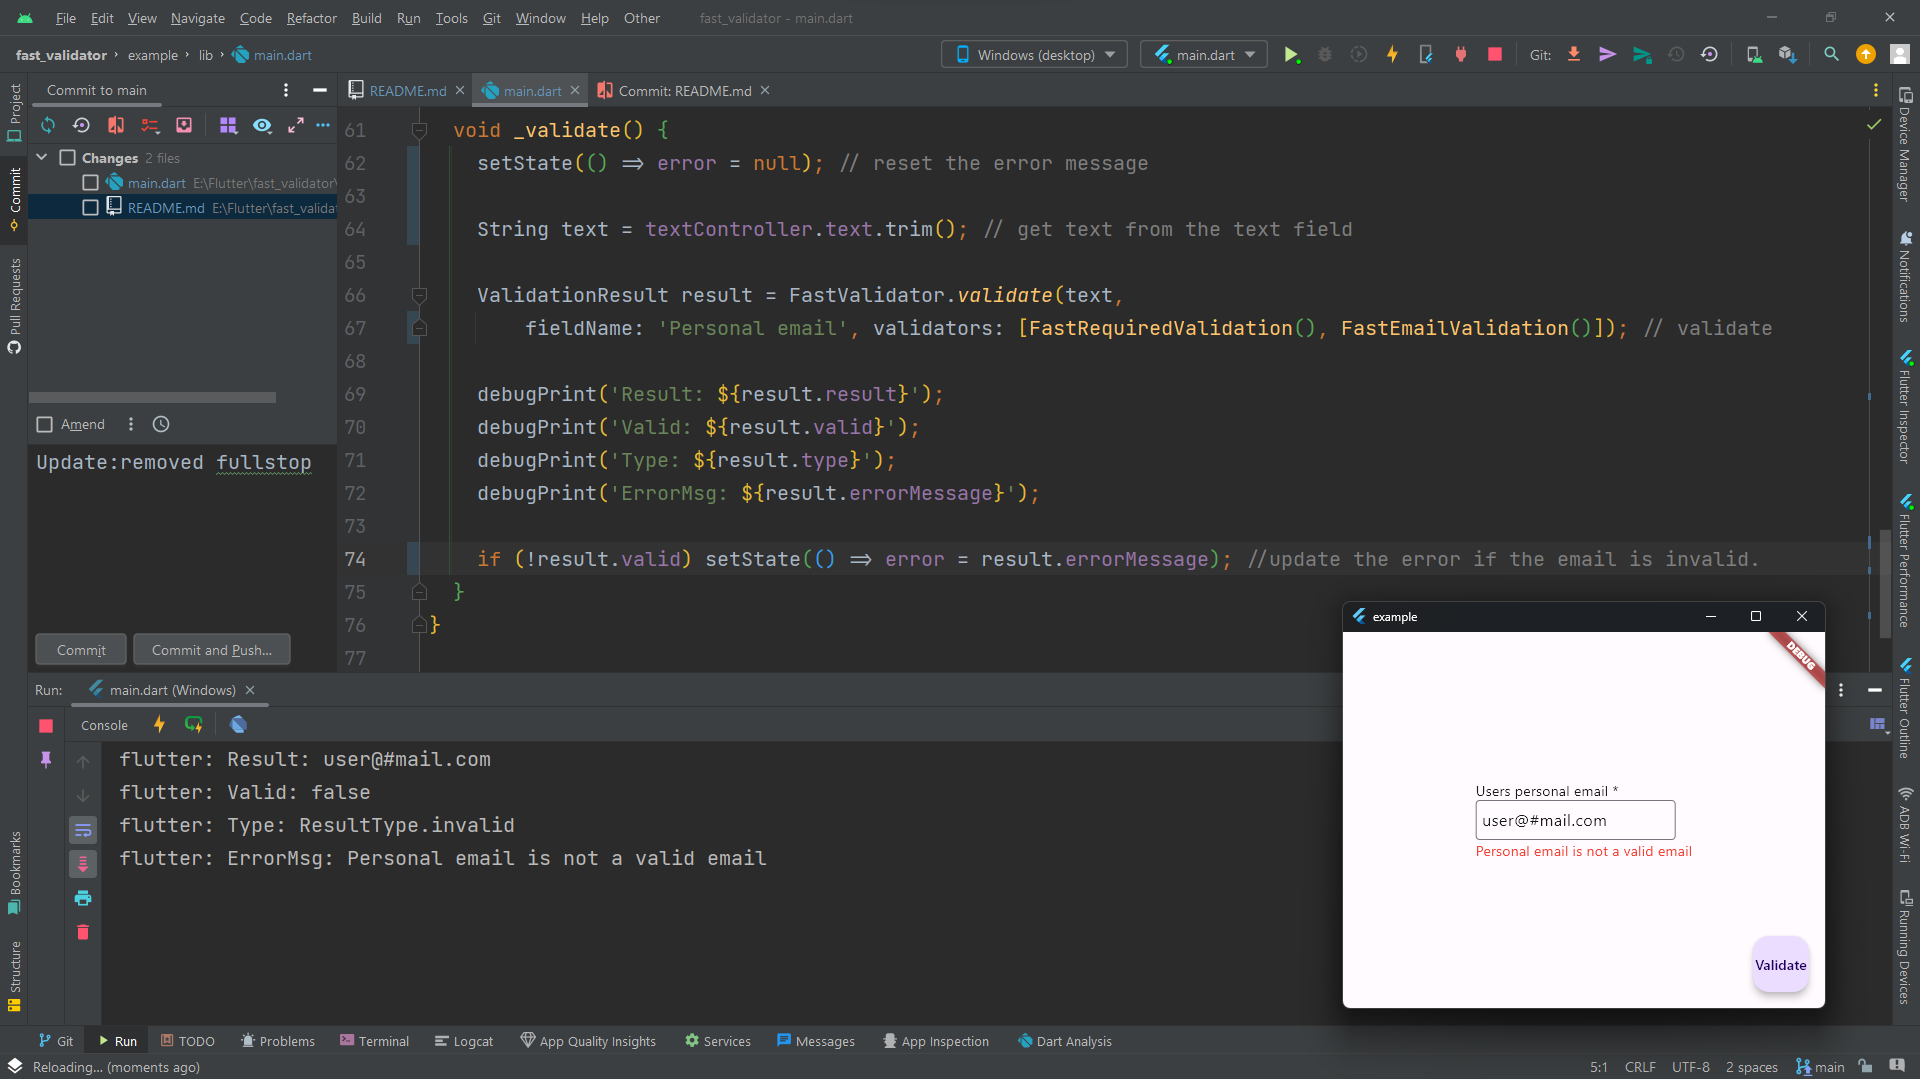 File Edit View Navigate Code Refactor Build Run Tools Git Window Help Other fast_validator - main.dart
fast_validator › example › lib › main.dart Windows (desktop) main.dart Git:
Project
Commit
Pull Requests
Bookmarks
Structure
Commit to main
Changes 2 files
main.dart E:\Flutter\fast_validator\
README.md E:\Flutter\fast_valida
Amend
Update:removed fullstop
Commit Commit and Push...
README.md main.dart Commit: README.md
61 void _validate() {
62 setState(() => error = null); // reset the error message
63
64 String text = textController.text.trim(); // get text from the text field
65
66 ValidationResult result = FastValidator.validate(text,
67 fieldName: 'Personal email', validators: [FastRequiredValidation(), FastEmailValidation()]); // validate
68
69 debugPrint('Result: ${result.result}');
70 debugPrint('Valid: ${result.valid}');
71 debugPrint('Type: ${result.type}');
72 debugPrint('ErrorMsg: ${result.errorMessage}');
73
74 if (!result.valid) setState(() => error = result.errorMessage); //update the error if the email is invalid.
75 }
76 }
77
Run: main.dart (Windows)
Console
flutter: Result: user@#mail.com
flutter: Valid: false
flutter: Type: ResultType.invalid
flutter: ErrorMsg: Personal email is not a valid email
example
DEBUG
Users personal email *
user@#mail.com
Personal email is not a valid email
Validate
Device Manager
Notifications
Flutter Inspector
Flutter Performance
Flutter Outline
ADB Wi-Fi
Running Devices
Git Run TODO Problems Terminal Logcat App Quality Insights Services Messages App Inspection Dart Analysis
Reloading... (moments ago) 5:1 CRLF UTF-8 2 spaces main